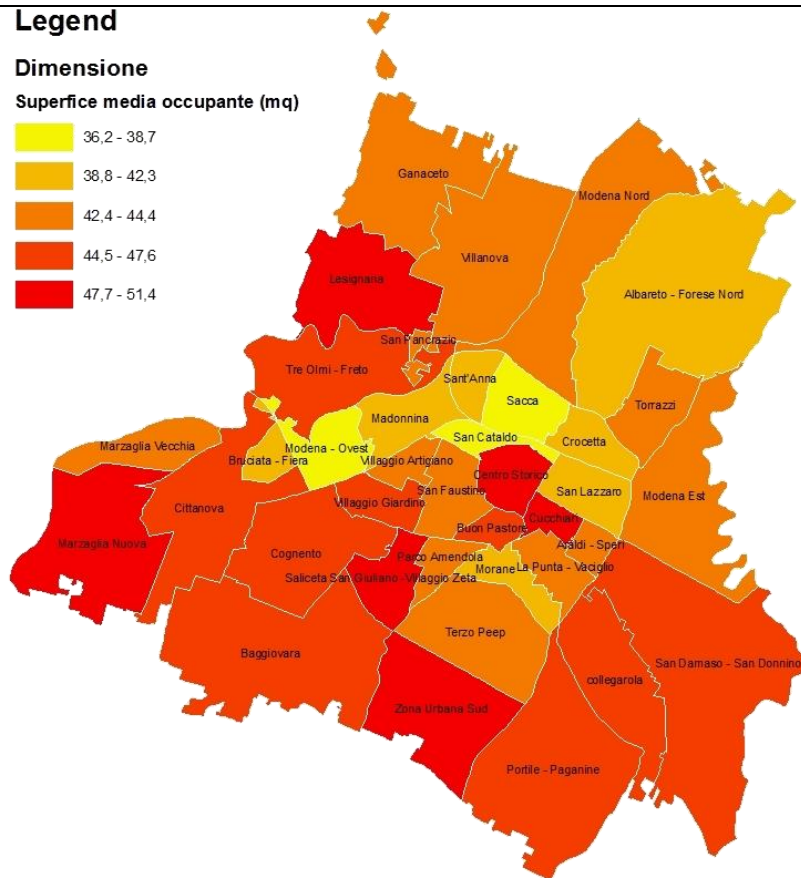 Legend
Dimensione
Superfice media occupante (mq)
36,2 - 38,7
38,8 - 42,3
42,4 - 44,4
44,5 - 47,6
47,7 - 51,4
Ganaceto
Modena Nord
Villanova
Lesignana
Albareto - Forese Nord
San Pancrazio
Tre Olmi - Freto
Sant'Anna
Sacca
Torrazzi
Madonnina
San Cataldo
Crocetta
Marzaglia Vecchia
Modena - Ovest
Bruciata - Fiera
Villaggio Artigiano
Centro Storico
San Faustino
San Lazzaro
Modena Est
Cittanova
Villaggio Giardino
Cucchiari
Buon Pastore
Marzaglia Nuova
Cognento
Parco Amendola
Araldi - Speri
La Punta - Vaciglio
Morane
Saliceta San Giuliano - Villaggio Zeta
Terzo Peep
Baggiovara
San Damaso - San Donnino
collegarola
Zona Urbana Sud
Portile - Paganine